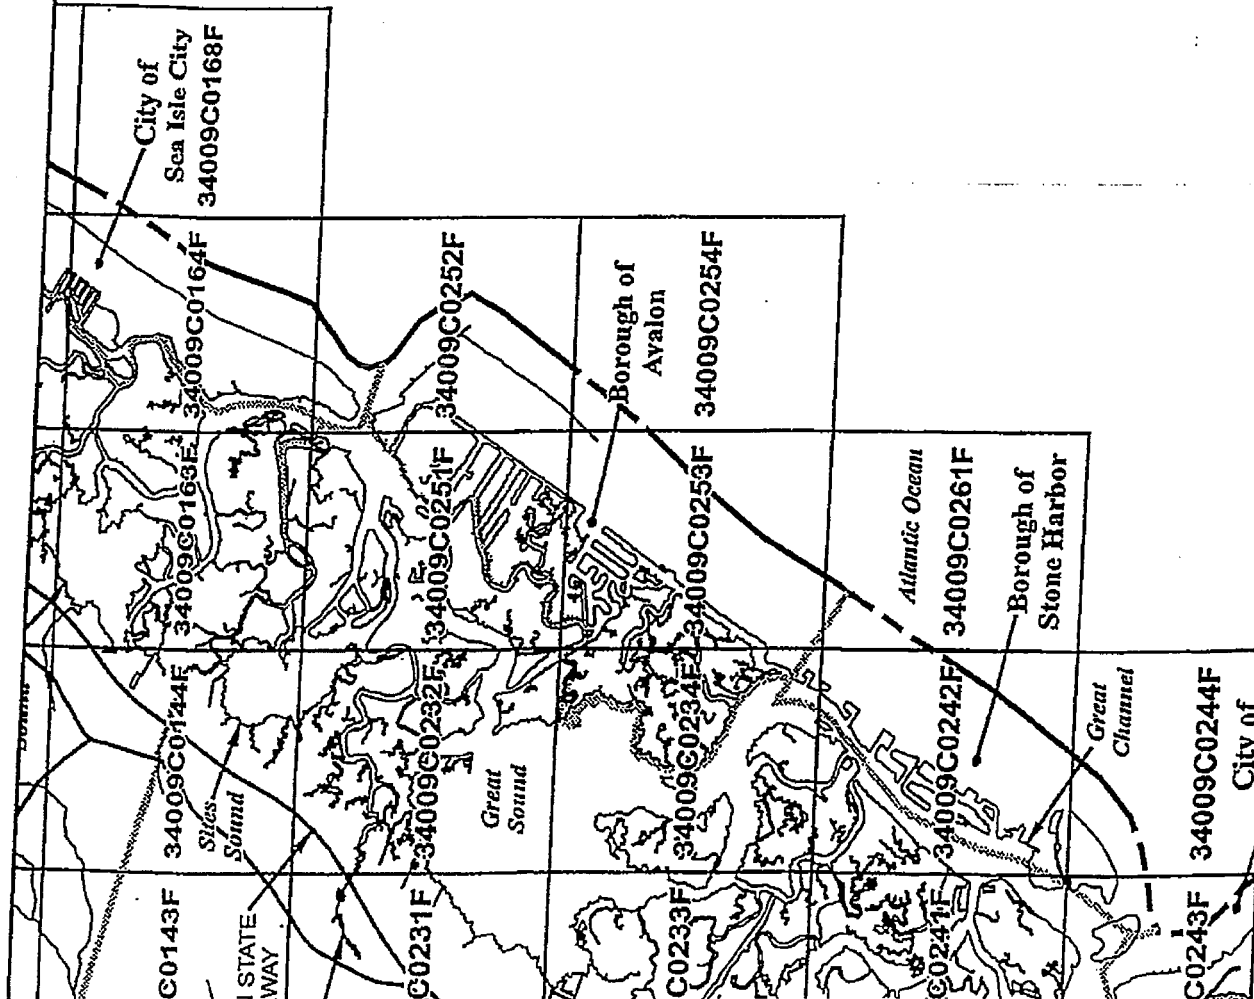 City of
Sea Isle City
34009C0168F
34009C0164F
34009C0252F
Borough of
Avalon
34009C0254F
34009C0163F
34009C0251F
34009C0253F
Atlantic Ocean
34009C0261F
Borough of
Stone Harbor
34009C0144F
Sites
Sound
34009C0232F
Great
Sound
34009C0234F
34009C0242F
Great
Channel
34009C0244F
City of
C0143F
STATE
WAY
C0231F
C0233F
C0241F
C0243F